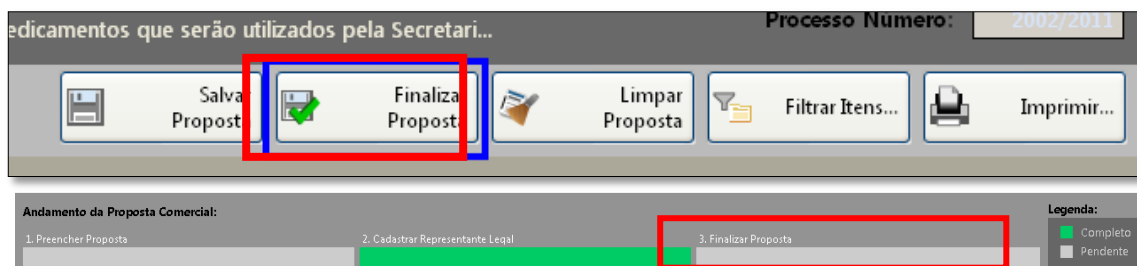 edicamentos que serão utilizados pela Secretari...
Processo Número: 2002/2011
Salva
Propost
Finaliza
Proposta
Limpar
Proposta
Filtrar Itens...
Imprimir...
Andamento da Proposta Comercial:
Legenda:
1. Preencher Proposta
2. Cadastrar Representante Legal
3. Finalizar Proposta
Completo
Pendente